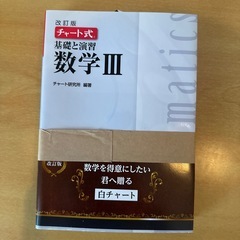 改訂版
チャート式
基礎と演習
数学III
チャート研究所 編著
matics
改訂版
数学を得意にしたい
君へ贈る
白チャート